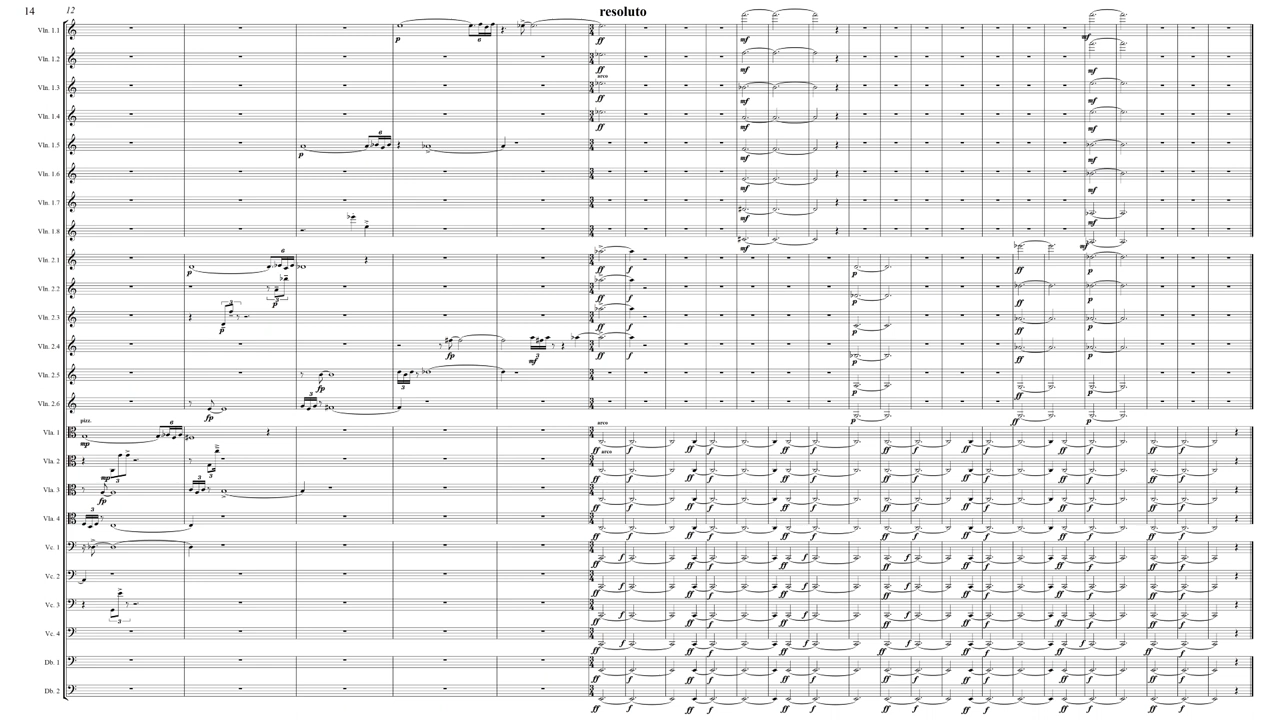 14
12
resoluto
Vln. 1.1
Vln. 1.2
Vln. 1.3
Vln. 1.4
Vln. 1.5
Vln. 1.6
Vln. 1.7
Vln. 1.8
Vln. 2.1
Vln. 2.2
Vln. 2.3
Vln. 2.4
Vln. 2.5
Vln. 2.6
Vla. 1
Vla. 2
Vla. 3
Vla. 4
Vc. 1
Vc. 2
Vc. 3
Vc. 4
Db. 1
Db. 2
pizz.
arco
arco
arco